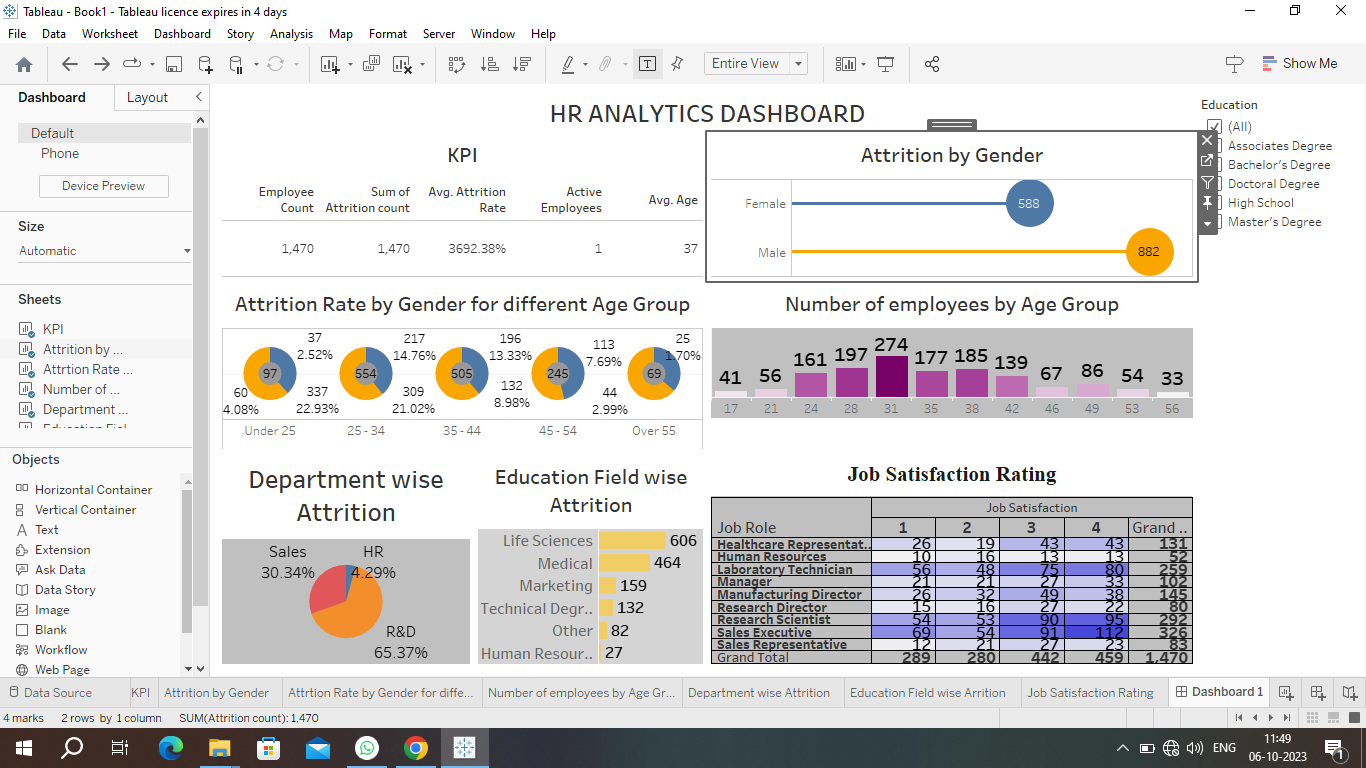 Tableau - Book1 - Tableau licence expires in 4 days
File Data Worksheet Dashboard Story Analysis Map Format Server Window Help
Entire View
Show Me
Dashboard Layout
Default
Phone
Device Preview
Size
Automatic
Sheets
KPI
Attrition by ...
Attrtion Rate ...
Number of ...
Department ...
Objects
Horizontal Container
Vertical Container
Text
Extension
Ask Data
Data Story
Image
Blank
Workflow
Web Page
HR ANALYTICS DASHBOARD
KPI
Employee Count Sum of Attrition count Avg. Attrition Rate Active Employees Avg. Age
1,470 1,470 3692.38% 1 37
Attrition by Gender
Female 588
Male 882
Education
(All)
Associates Degree
Bachelor's Degree
Doctoral Degree
High School
Master's Degree
Attrition Rate by Gender for different Age Group
37 217 196 113 25
2.52% 14.76% 13.33% 7.69% 1.70%
97 554 505 245 69
60 337 309 132 44
4.08% 22.93% 21.02% 8.98% 2.99%
Under 25 25 - 34 35 - 44 45 - 54 Over 55
Number of employees by Age Group
41 56 161 197 274 177 185 139 67 86 54 33
17 21 24 28 31 35 38 42 46 49 53 56
Department wise
Attrition
Sales
30.34%
HR
4.29%
R&D
65.37%
Education Field wise
Attrition
Life Sciences 606
Medical 464
Marketing 159
Technical Degr.. 132
Other 82
Human Resour.. 27
Job Satisfaction Rating
Job Satisfaction
Job Role 1 2 3 4 Grand ..
Healthcare Representat.. 26 19 43 43 131
Human Resources 10 16 13 13 52
Laboratory Technician 56 48 75 80 259
Manager 21 21 27 33 102
Manufacturing Director 26 32 49 38 145
Research Director 15 16 27 22 80
Research Scientist 54 53 90 95 292
Sales Executive 69 54 91 112 326
Sales Representative 12 21 27 23 83
Grand Total 289 280 442 459 1,470
Data Source KPI Attrition by Gender Attrtion Rate by Gender for diffe... Number of employees by Age Gr... Department wise Attrition Education Field wise Arrition Job Satisfaction Rating Dashboard 1
4 marks 2 rows by 1 column SUM(Attrition count): 1,470
ENG
11:49
06-10-2023
1